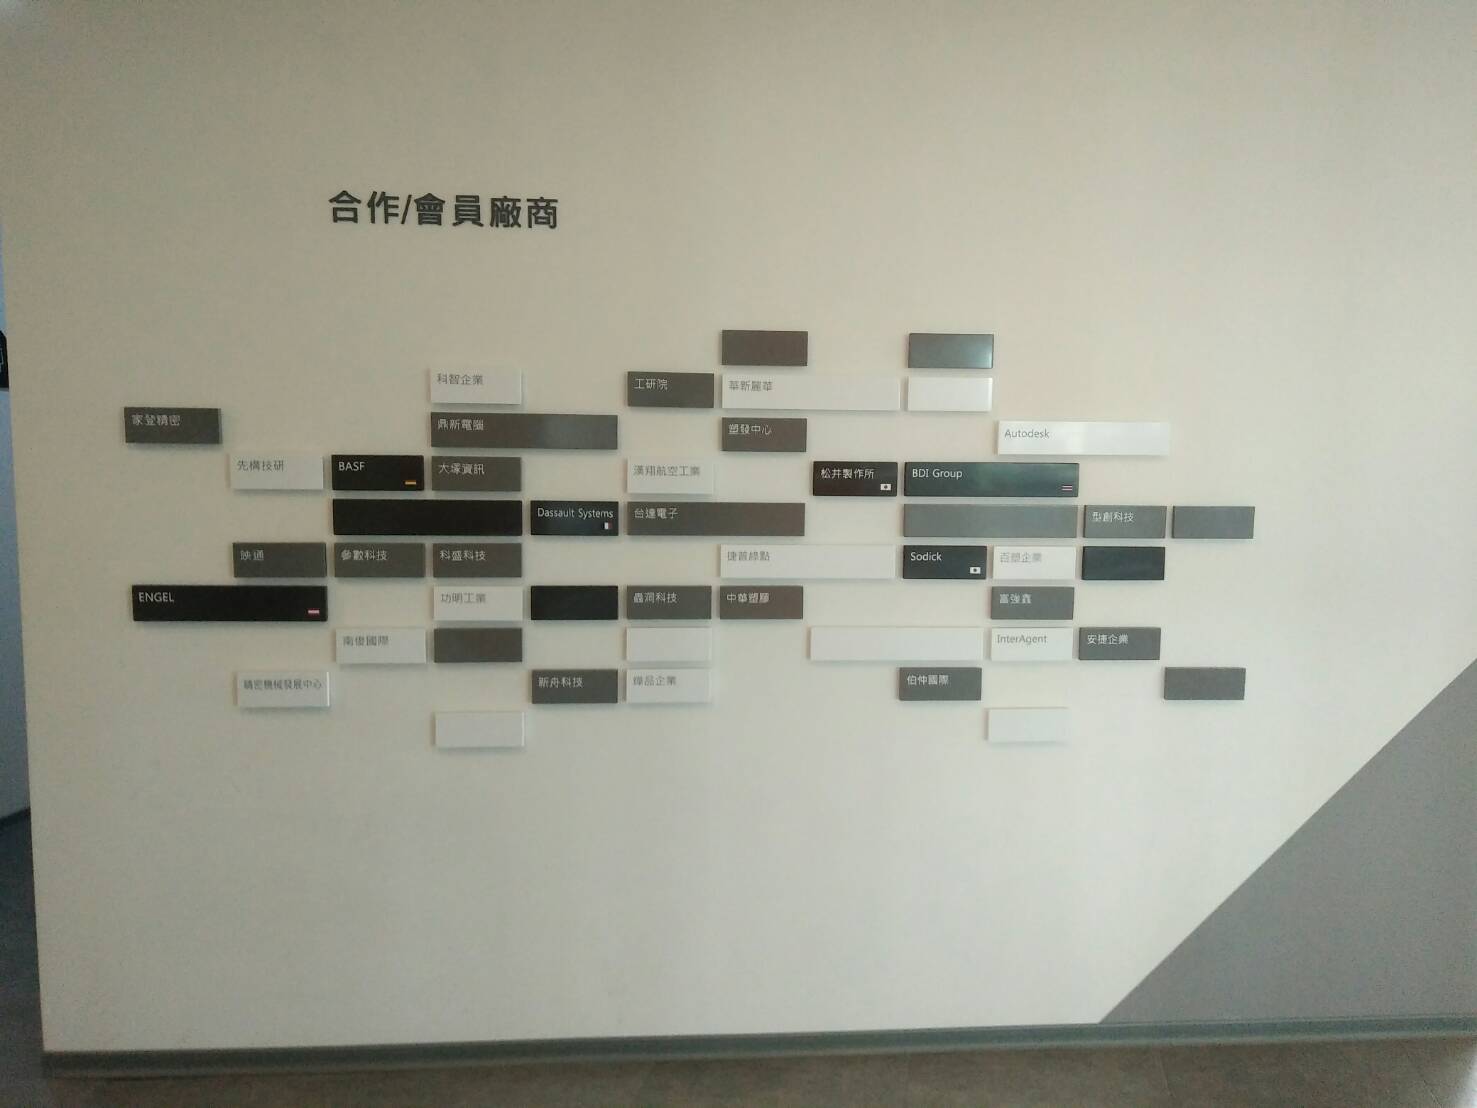 合作/會員廠商
科智企業
工研院
華新麗華
家登精密
鼎新電腦
塑發中心
Autodesk
先構技研
BASF
大塚資訊
漢翔航空工業
松井製作所
BDI Group
Dassault Systems
台達電子
型創科技
映通
參數科技
科盛科技
捷普綠點
Sodick
百塑企業
ENGEL
功明工業
蟲洞科技
中華塑膠
富強鑫
南俊國際
InterAgent
安捷企業
精密機械發展中心
新舟科技
鏵品企業
伯仲國際